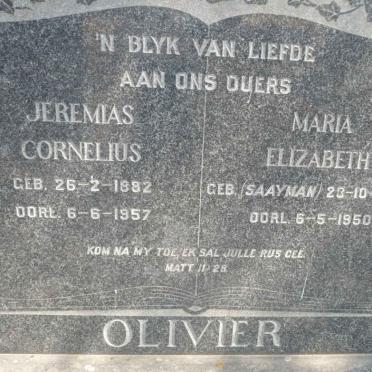 'N BLYK VAN LIEFDE
AAN ONS OUERS
JEREMIAS
CORNELIUS
GEB. 26-2-1882
OORL. 6-6-1957
MARIA
ELIZABETH
GEB. (SAAYMAN) 23-10-
OORL. 6-5-1950
KOM NA MY TOE, EK SAL JULLE RUS GEE.
MATT 11:28
OLIVIER